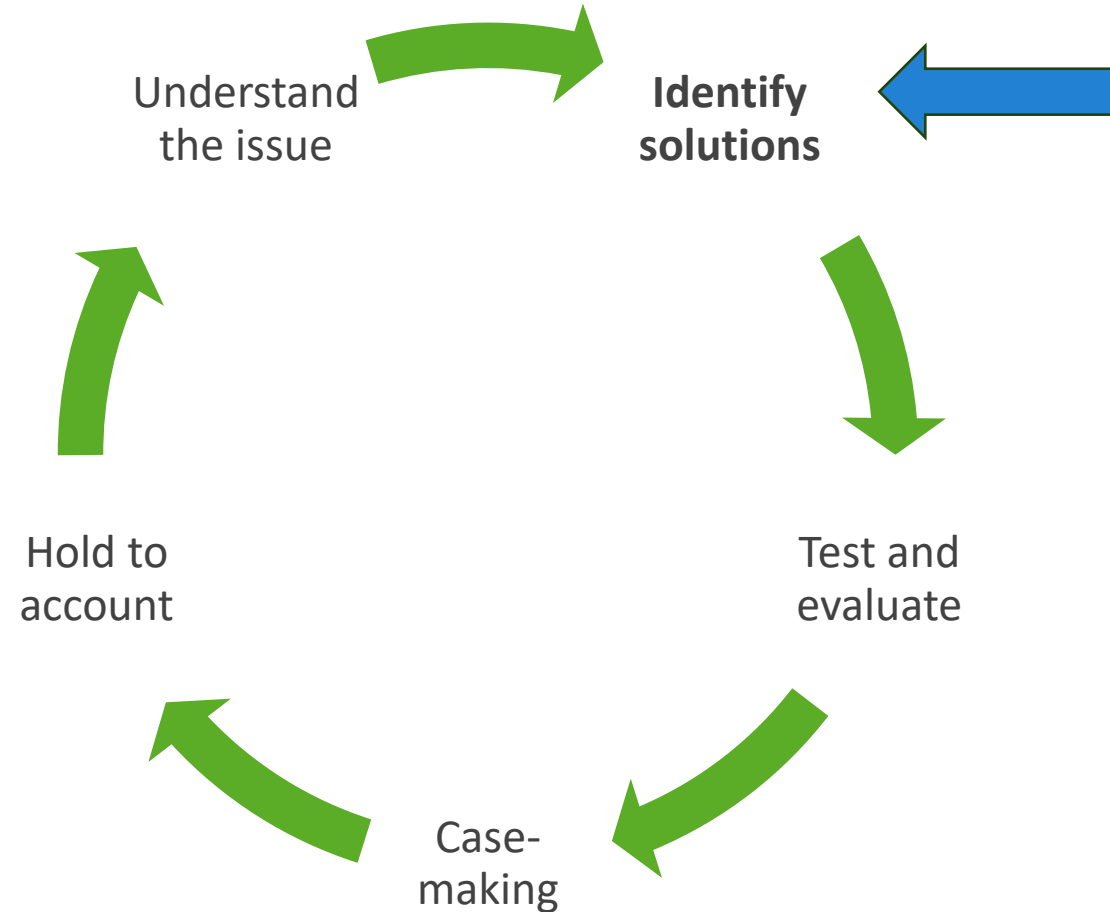 Understand
the issue
Identify
solutions
Test and
evaluate
Case-
making
Hold to
account